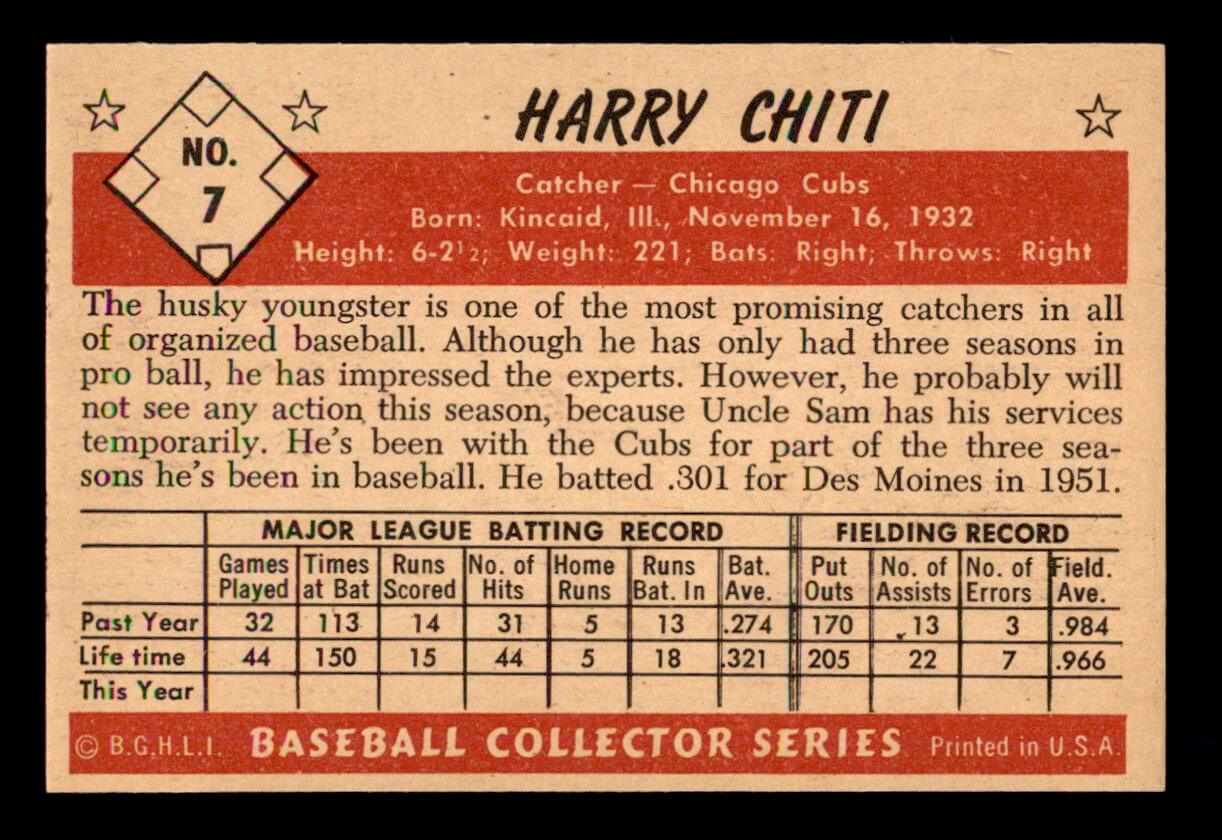 HARRY CHITI
NO.
7
Catcher — Chicago Cubs
Born: Kincaid, Ill., November 16, 1932
Height: 6-2½; Weight: 221; Bats: Right; Throws: Right
The husky youngster is one of the most promising catchers in all
of organized baseball. Although he has only had three seasons in
pro ball, he has impressed the experts. However, he probably will
not see any action this season, because Uncle Sam has his services
temporarily. He's been with the Cubs for part of the three sea-
sons he's been in baseball. He batted .301 for Des Moines in 1951.
MAJOR LEAGUE BATTING RECORD FIELDING RECORD
Games Times Runs No. of Home Runs Bat. Put No. of No. of Field.
Played at Bat Scored Hits Runs Bat. In Ave. Outs Assists Errors Ave.
Past Year 32 113 14 31 5 13 .274 170 13 3 .984
Life time 44 150 15 44 5 18 .321 205 22 7 .966
This Year
© B.G.H.L.I. BASEBALL COLLECTOR SERIES Printed in U.S.A.